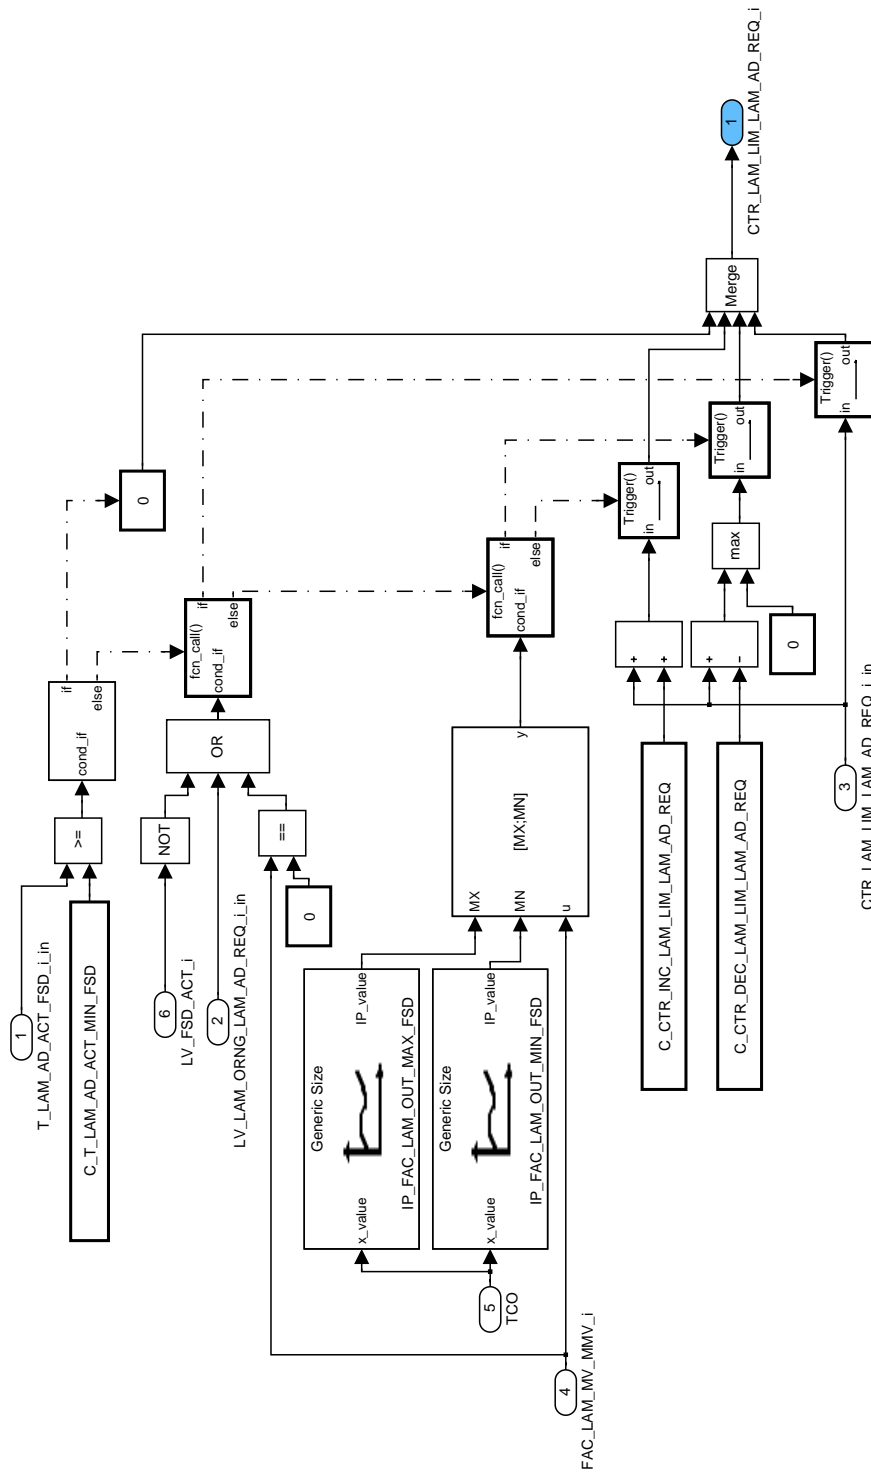 1
T_LAM_AD_ACT_FSD_i_in
C_T_LAM_AD_ACT_MIN_FSD
>=
cond_if
if
else
0
6
LV_FSD_ACT_i
NOT
2
LV_LAM_ORNG_LAM_AD_REQ_i_in
OR
==
0
fcn_call()
cond_if
if
else
Generic Size
x_value
IP_value
IP_FAC_LAM_OUT_MAX_FSD
Generic Size
x_value
IP_value
IP_FAC_LAM_OUT_MIN_FSD
5
TCO
4
FAC_LAM_MV_MMV_i
MX
MN
u
[MX;MN]
y
fcn_call()
cond_if
if
else
C_CTR_INC_LAM_LIM_LAM_AD_REQ
+
+
Trigger()
in
out
C_CTR_DEC_LAM_LIM_LAM_AD_REQ
+
-
0
max
Trigger()
in
out
3
CTR_LAM_LIM_LAM_AD_REQ_i_in
Trigger()
in
out
Merge
1
CTR_LAM_LIM_LAM_AD_REQ_i